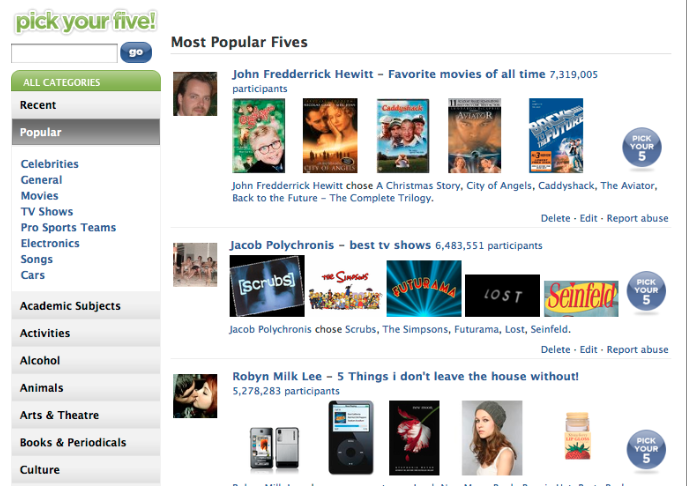 pick your five!
go
ALL CATEGORIES
Recent
Popular
Celebrities
General
Movies
TV Shows
Pro Sports Teams
Electronics
Songs
Cars
Academic Subjects
Activities
Alcohol
Animals
Arts & Theatre
Books & Periodicals
Culture
Most Popular Fives
John Fredderrick Hewitt – Favorite movies of all time 7,319,005
participants
CITY OF ANGELS
Caddyshack
AVIATOR
BACK TO THE FUTURE
PICK
YOUR
5
John Fredderrick Hewitt chose A Christmas Story, City of Angels, Caddyshack, The Aviator,
Back to the Future – The Complete Trilogy.
Delete · Edit · Report abuse
Jacob Polychronis – best tv shows 6,483,551 participants
[scrubs]
THE SIMPSONS
FUTURAMA
LOST
Seinfeld
PICK
YOUR
5
Jacob Polychronis chose Scrubs, The Simpsons, Futurama, Lost, Seinfeld.
Delete · Edit · Report abuse
Robyn Milk Lee – 5 Things i don't leave the house without!
5,278,283 participants
LIP GLOSS
PICK
YOUR
5